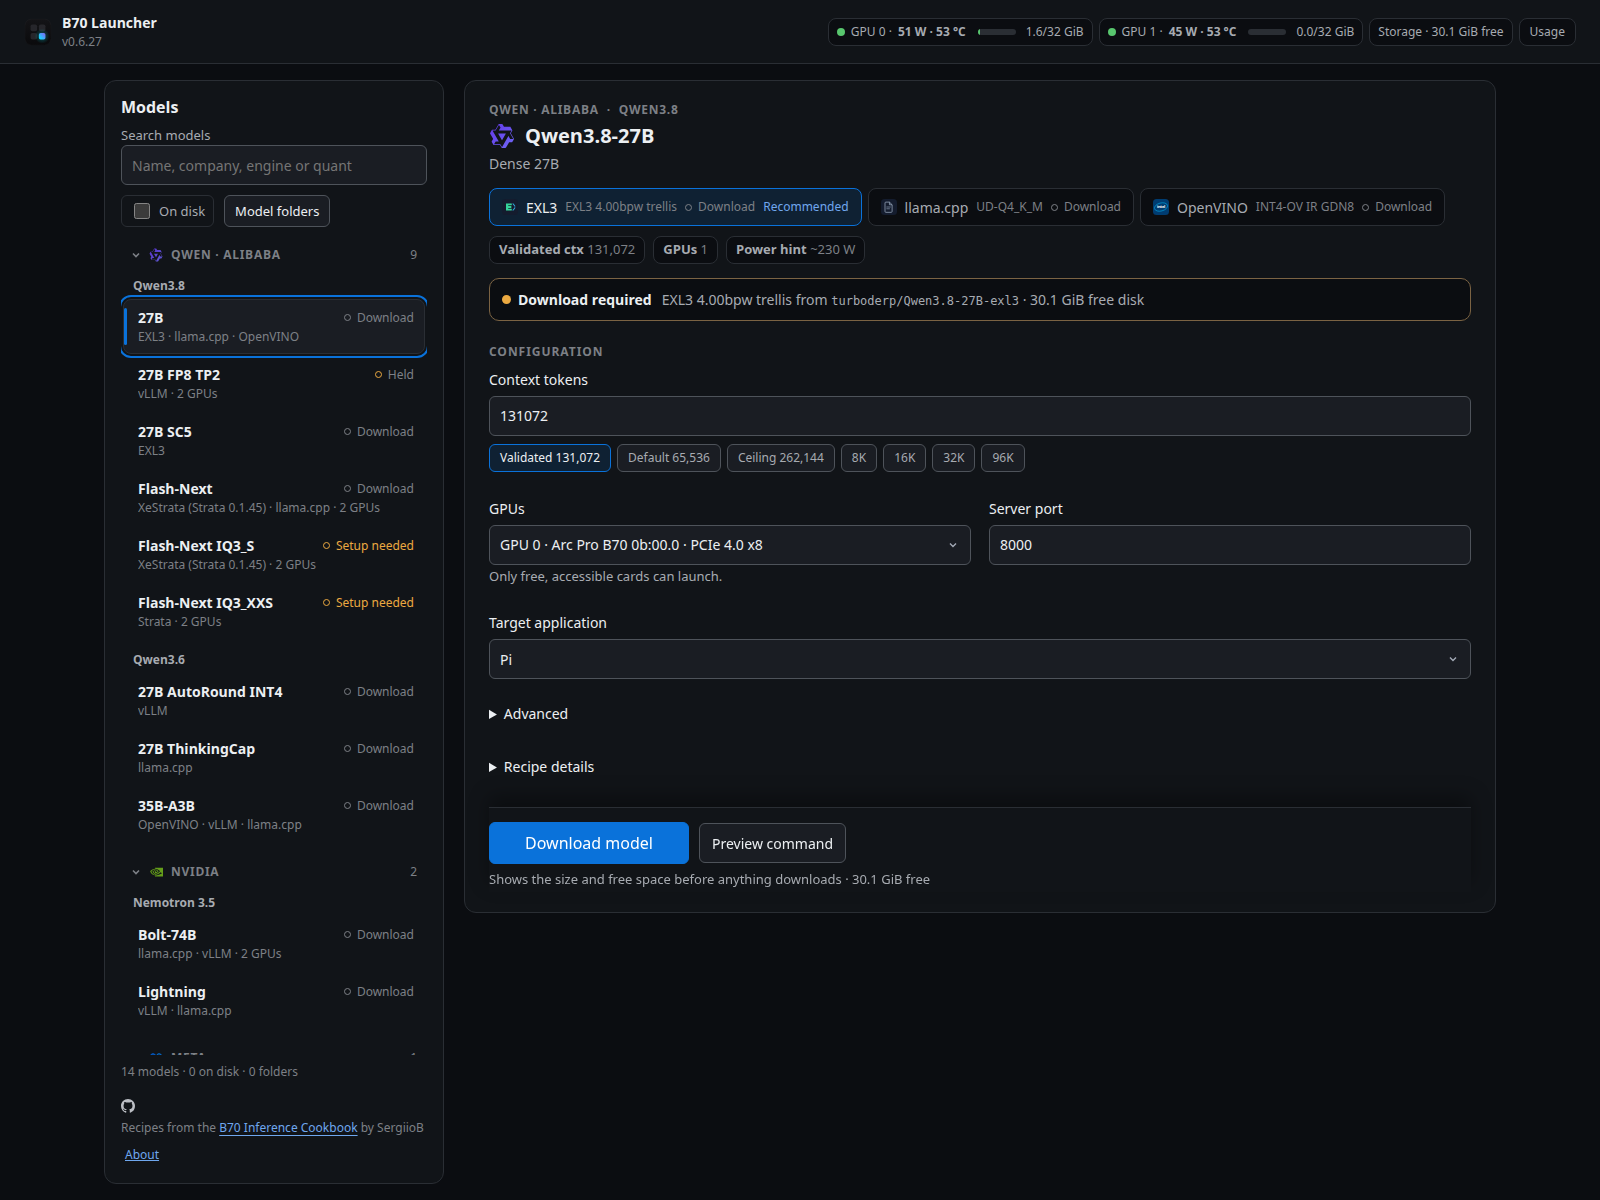 B70 Launcher
v0.6.27
GPU 0 · 51 W · 53 °C 1.6/32 GiB
GPU 1 · 45 W · 53 °C 0.0/32 GiB
Storage · 30.1 GiB free
Usage
Models
Search models
Name, company, engine or quant
On disk
Model folders
QWEN · ALIBABA 9
Qwen3.8
27B Download
EXL3 · llama.cpp · OpenVINO
27B FP8 TP2 Held
vLLM · 2 GPUs
27B SC5 Download
EXL3
Flash-Next Download
XeStrata (Strata 0.1.45) · llama.cpp · 2 GPUs
Flash-Next IQ3_S Setup needed
XeStrata (Strata 0.1.45) · 2 GPUs
Flash-Next IQ3_XXS Setup needed
Strata · 2 GPUs
Qwen3.6
27B AutoRound INT4 Download
vLLM
27B ThinkingCap Download
llama.cpp
35B-A3B Download
OpenVINO · vLLM · llama.cpp
NVIDIA 2
Nemotron 3.5
Bolt-74B Download
llama.cpp · vLLM · 2 GPUs
Lightning Download
vLLM · llama.cpp
14 models · 0 on disk · 0 folders
Recipes from the B70 Inference Cookbook by SergiioB
About
QWEN · ALIBABA · QWEN3.8
Qwen3.8-27B
Dense 27B
EXL3 EXL3 4.00bpw trellis Download Recommended
llama.cpp UD-Q4_K_M Download
OpenVINO INT4-OV IR GDN8 Download
Validated ctx 131,072
GPUs 1
Power hint ~230 W
Download required EXL3 4.00bpw trellis from turboderp/Qwen3.8-27B-exl3 · 30.1 GiB free disk
CONFIGURATION
Context tokens
131072
Validated 131,072
Default 65,536
Ceiling 262,144
8K
16K
32K
96K
GPUs
GPU 0 · Arc Pro B70 0b:00.0 · PCIe 4.0 x8
Only free, accessible cards can launch.
Server port
8000
Target application
Pi
Advanced
Recipe details
Download model
Preview command
Shows the size and free space before anything downloads · 30.1 GiB free